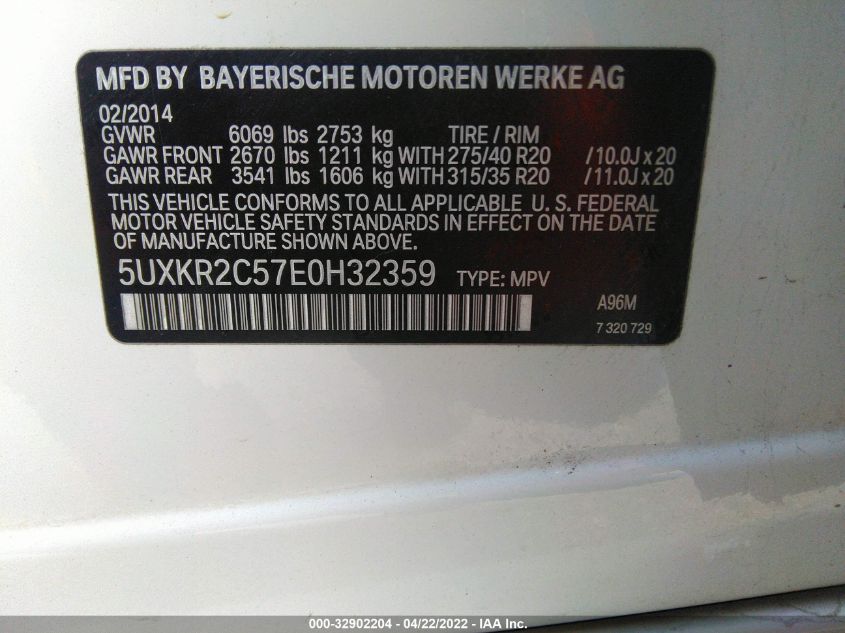 MFD BY BAYERISCHE MOTOREN WERKE AG
02/2014
GVWR 6069 lbs 2753 kg TIRE / RIM
GAWR FRONT 2670 lbs 1211 kg WITH 275/40 R20 /10.0J x 20
GAWR REAR 3541 lbs 1606 kg WITH 315/35 R20 /11.0J x 20
THIS VEHICLE CONFORMS TO ALL APPLICABLE U. S. FEDERAL
MOTOR VEHICLE SAFETY STANDARDS IN EFFECT ON THE DATE
OF MANUFACTURE SHOWN ABOVE.
5UXKR2C57E0H32359 TYPE: MPV
A96M
7 320 729
000-32902204 - 04/22/2022 - IAA Inc.